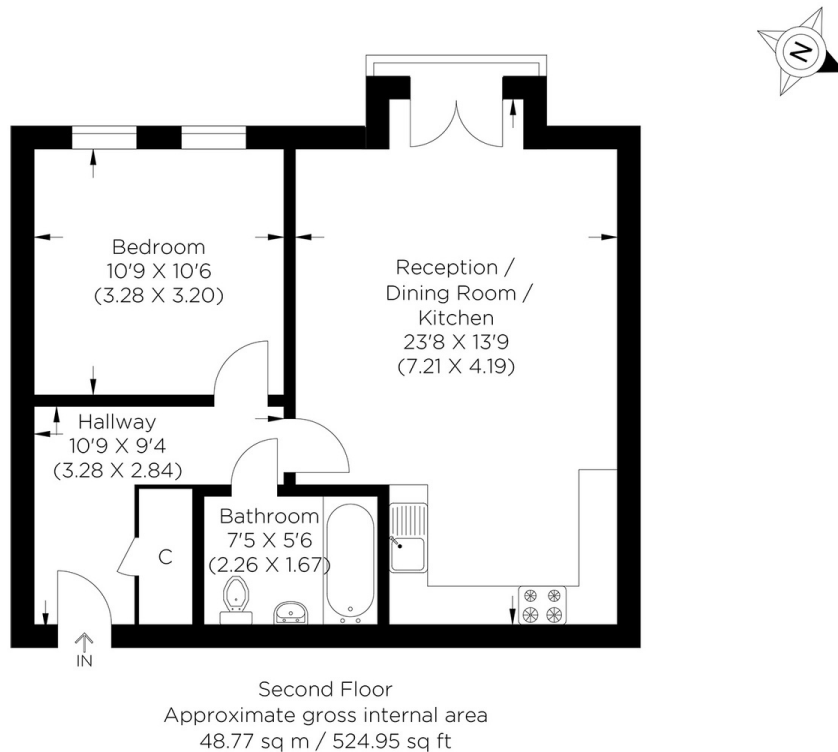 N
Bedroom
10'9 X 10'6
(3.28 X 3.20)
Reception /
Dining Room /
Kitchen
23'8 X 13'9
(7.21 X 4.19)
Hallway
10'9 X 9'4
(3.28 X 2.84)
Bathroom
7'5 X 5'6
(2.26 X 1.67)
C
IN
Second Floor
Approximate gross internal area
48.77 sq m / 524.95 sq ft